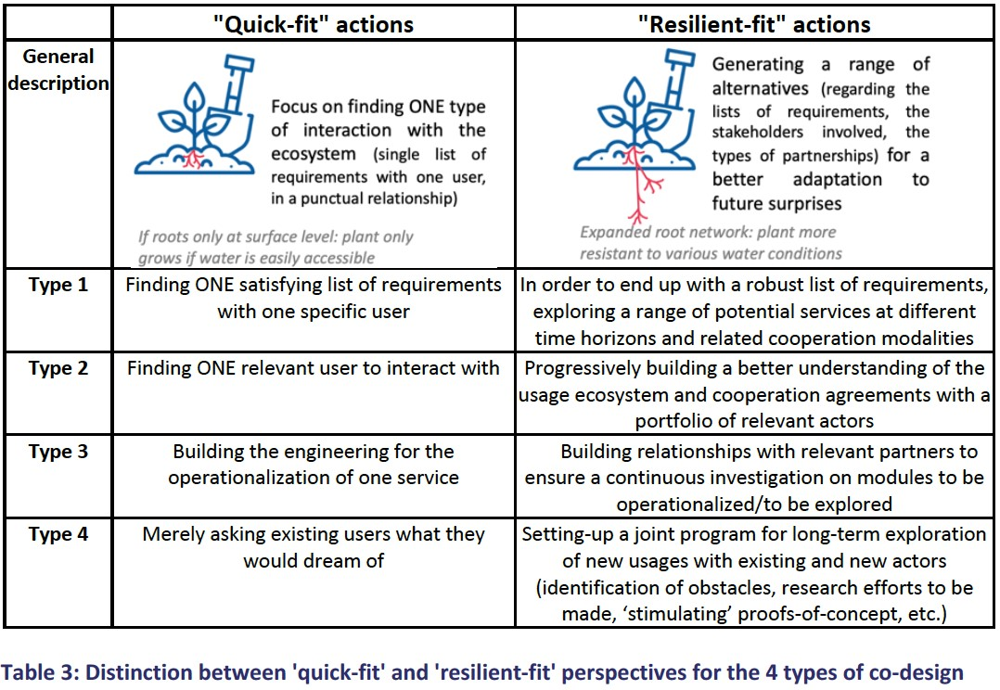 "Quick-fit" actions
"Resilient-fit" actions
General
description
Focus on finding ONE type
of interaction with the
ecosystem (single list of
requirements with one user,
in a punctual relationship)
If roots only at surface level: plant only
grows if water is easily accessible
Generating a range of
alternatives (regarding the
lists of requirements, the
stakeholders involved, the
types of partnerships) for a
better adaptation to
future surprises
Expanded root network: plant more
resistant to various water conditions
Type 1
Finding ONE satisfying list of requirements
with one specific user
In order to end up with a robust list of requirements,
exploring a range of potential services at different
time horizons and related cooperation modalities
Type 2
Finding ONE relevant user to interact with
Progressively building a better understanding of the
usage ecosystem and cooperation agreements with a
portfolio of relevant actors
Type 3
Building the engineering for the
operationalization of one service
Building relationships with relevant partners to
ensure a continuous investigation on modules to be
operationalized/to be explored
Type 4
Merely asking existing users what they
would dream of
Setting-up a joint program for long-term exploration
of new usages with existing and new actors
(identification of obstacles, research efforts to be
made, ‘stimulating’ proofs-of-concept, etc.)
Table 3: Distinction between 'quick-fit' and 'resilient-fit' perspectives for the 4 types of co-design